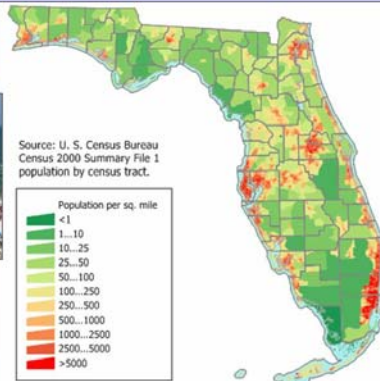 Source: U. S. Census Bureau
Census 2000 Summary File 1
population by census tract.
Population per sq. mile
<1
1...10
10...25
25...50
50...100
100...250
250...500
500...1000
1000...2500
2500...5000
>5000